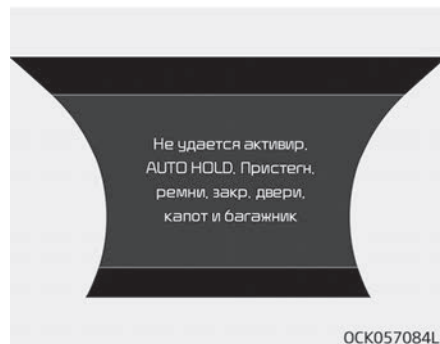 Не удается активир.
AUTO HOLD. Пристегн.
ремни, закр. двери,
капот и багажник
OCK057084L